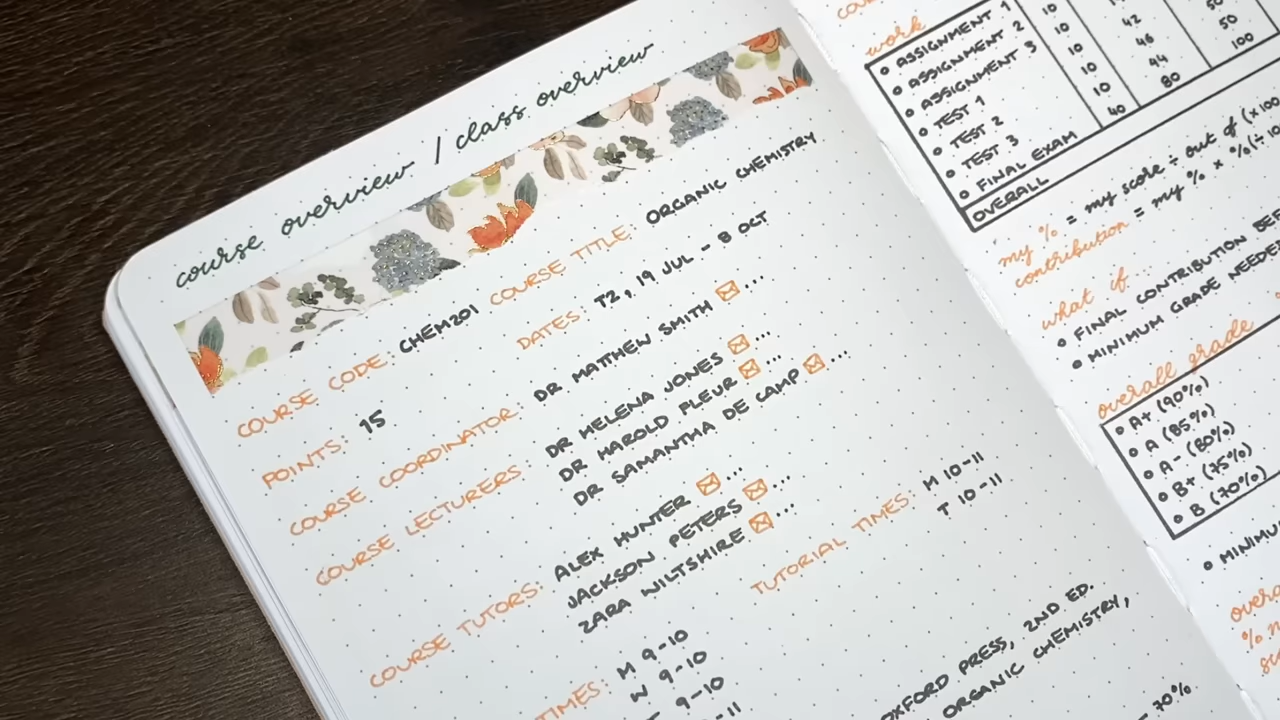 course overview / class overview
COURSE CODE: CHEM201 COURSE TITLE: ORGANIC CHEMISTRY
POINTS: 15 DATES: T2, 19 JUL - 8 OCT
COURSE COORDINATOR: DR MATTHEW SMITH ...
COURSE LECTURERS: DR HELENA JONES ...
DR HAROLD FLEUR ...
DR SAMANTHA DE CAMP ...
COURSE TUTORS: ALEX HUNTER ...
JACKSON PETERS ...
ZARA WILTSHIRE ...
TIMES: M 9-10
W 9-10
9-10
TUTORIAL TIMES: M 10-11
T 10-11
OXFORD PRESS, 2ND ED.
ORGANIC CHEMISTRY,
70%
work
• ASSIGNMENT 1 10
• ASSIGNMENT 2 10 42
• ASSIGNMENT 3 10 46 50
• TEST 1 10 44 50
• TEST 2 10 80 100
• TEST 3 40
• FINAL EXAM
OVERALL
my % = my score ÷ out of (x100
contribution = my % x %(÷10
what if...
• FINAL CONTRIBUTION
• MINIMUM GRADE NEEDED
overall grade
• A+ (90%)
• A (85%)
• A- (80%)
• B+ (75%)
• B (70%)